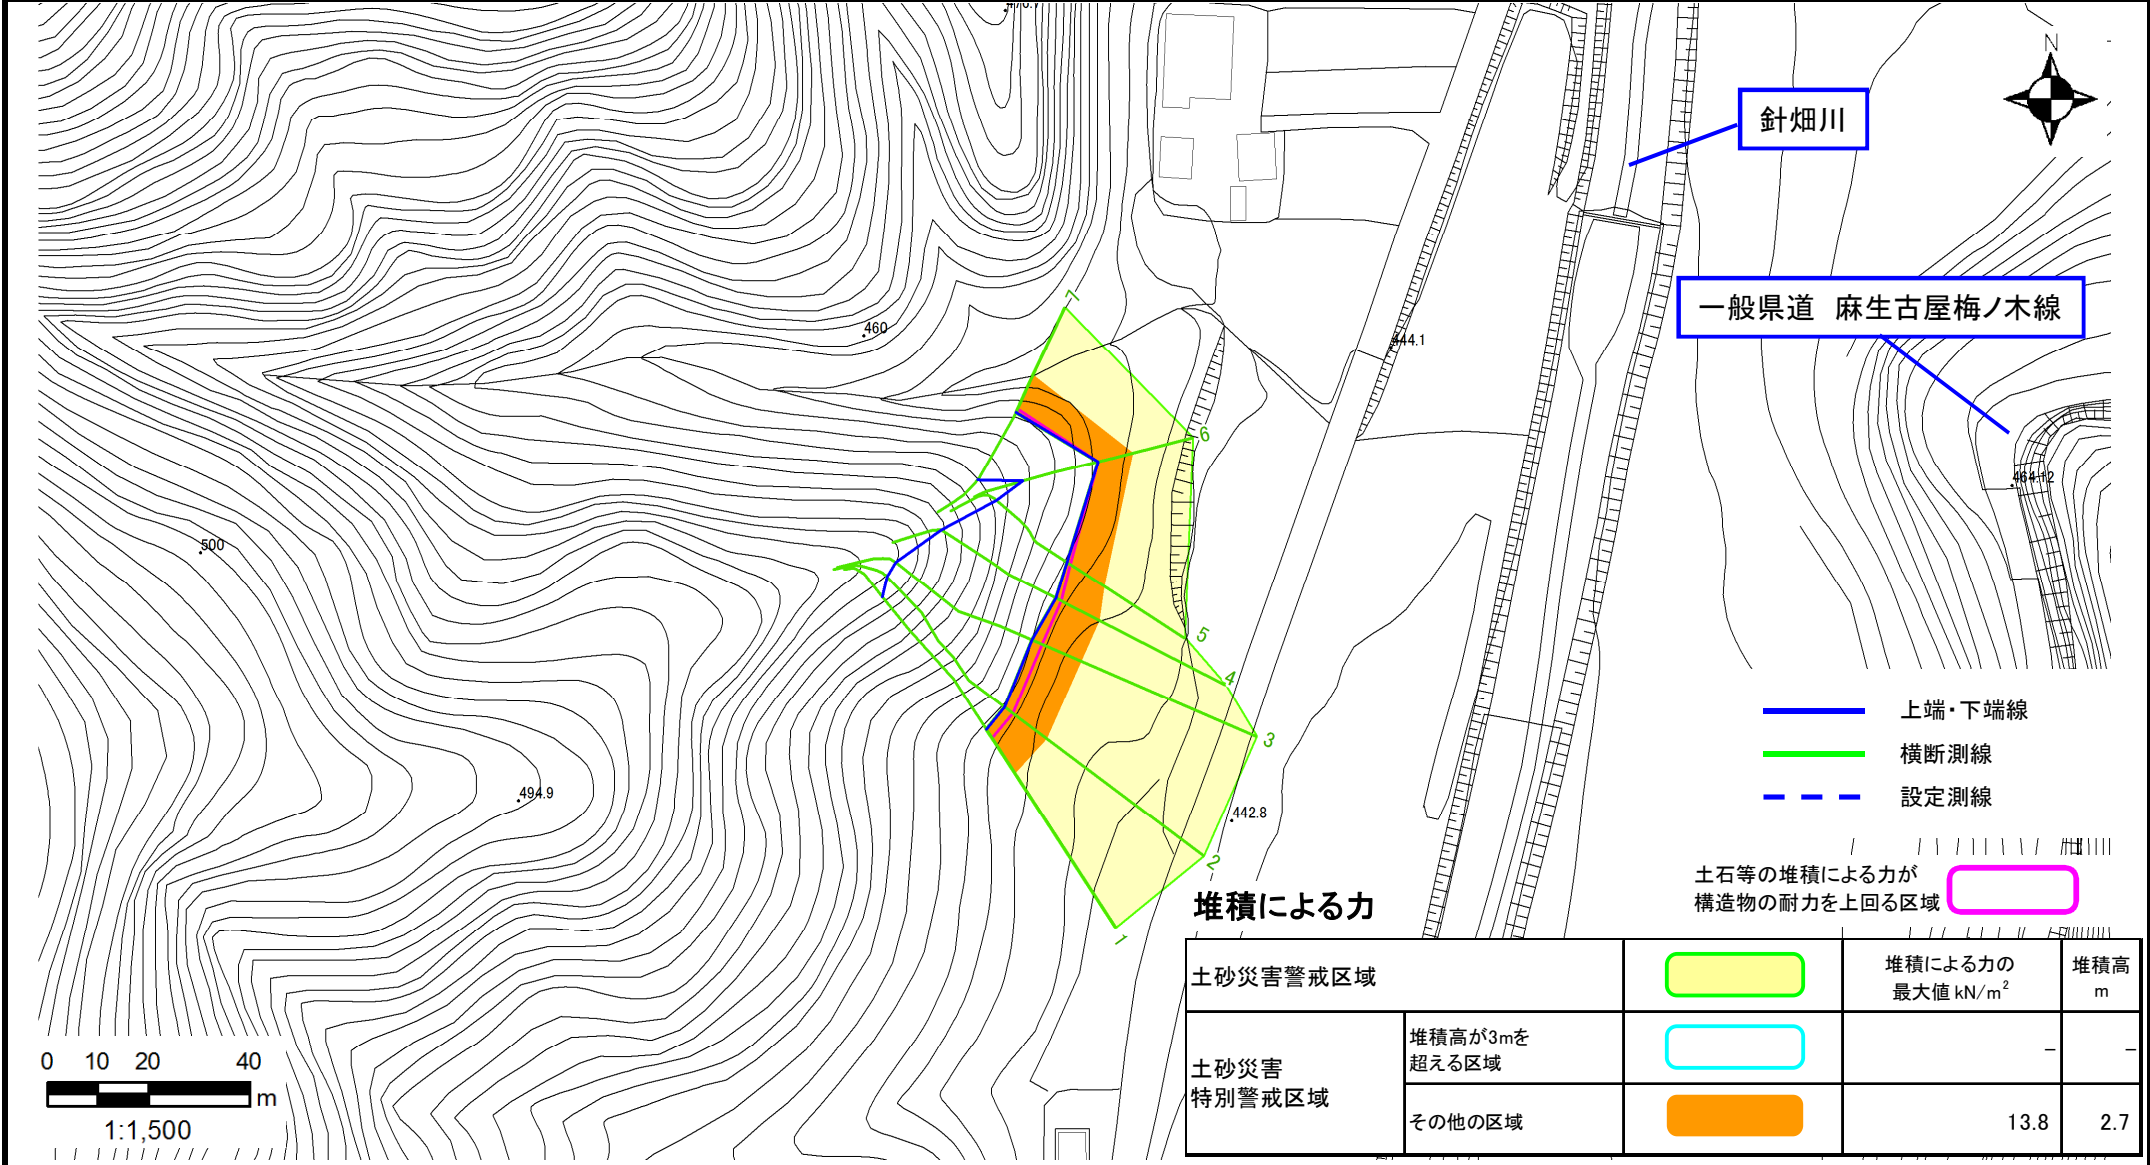 N
針畑川
一般県道 麻生古屋梅ノ木線
460
444.1
464.12
500
494.9
442.8
7
6
5
4
3
2
1
上端・下端線
横断測線
設定測線
土石等の堆積による力が
構造物の耐力を上回る区域
堆積による力
土砂災害警戒区域
堆積による力の
最大値 kN/m²
堆積高
m
土砂災害
特別警戒区域
堆積高が3mを
超える区域
–
–
その他の区域
13.8
2.7
0 10 20 40
m
1:1,500